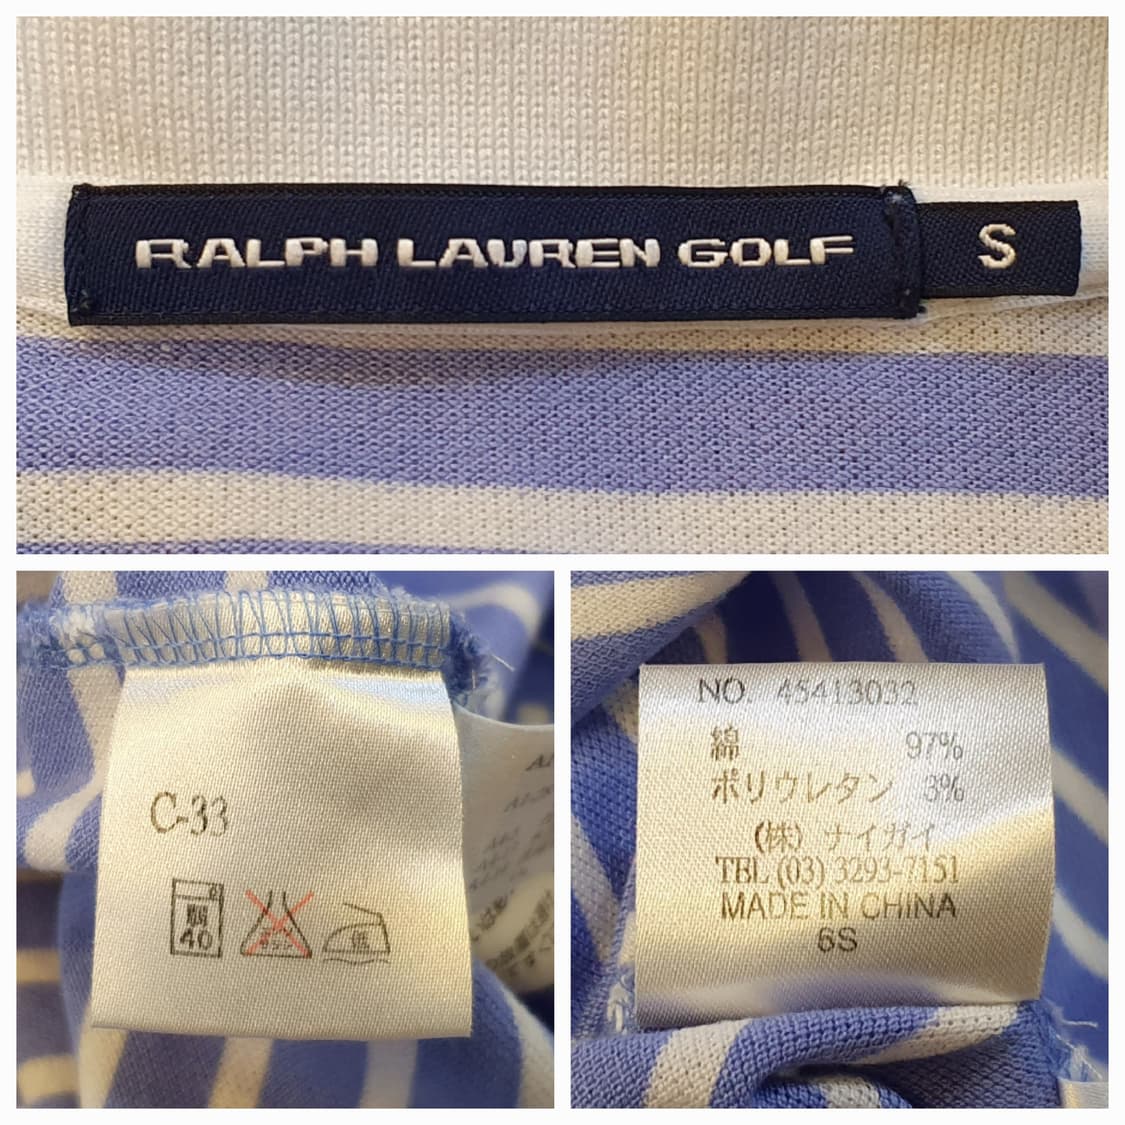 RALPH LAUREN GOLF
S
C-33
40
低
NO. 45413032
綿 97%
ポリウレタン 3%
(株) ナイガイ
TEL (03) 3293-7151
MADE IN CHINA
6S